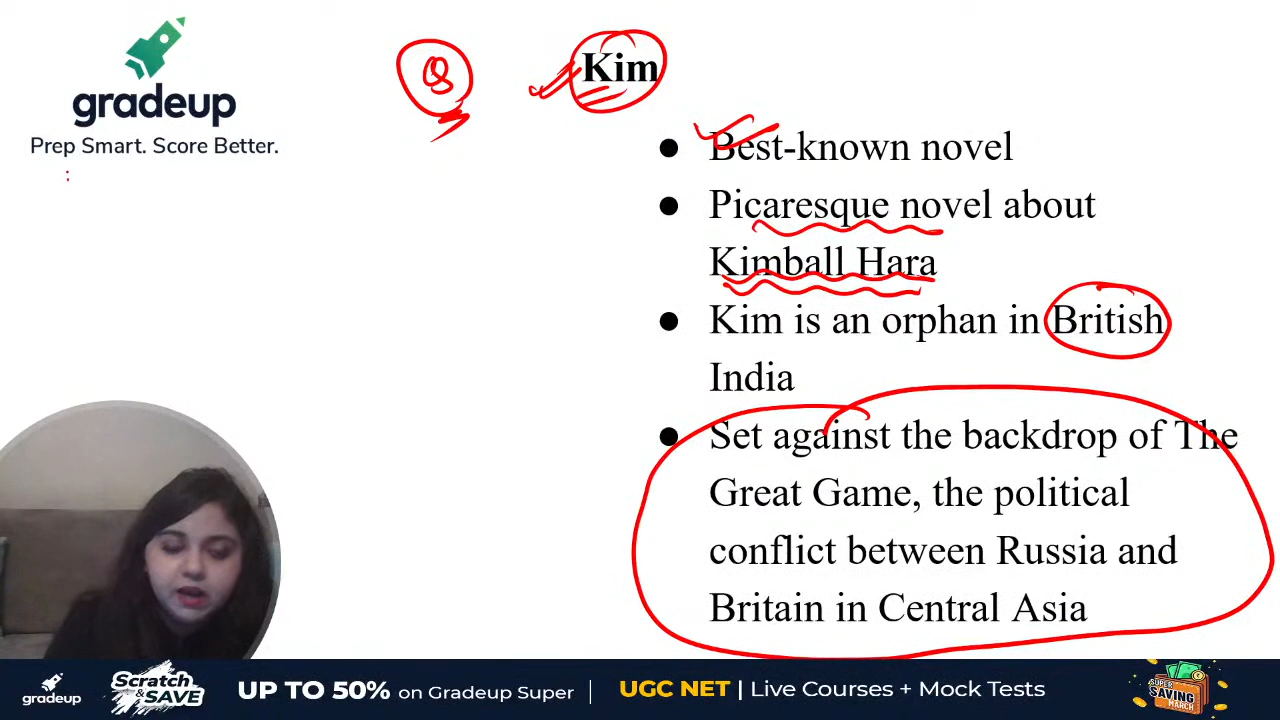 gradeup
Prep Smart. Score Better.
8
Kim
● Best-known novel
● Picaresque novel about
Kimball Hara
● Kim is an orphan in British
India
● Set against the backdrop of The
Great Game, the political
conflict between Russia and
Britain in Central Asia
gradeup
Scratch & SAVE
UP TO 50% on Gradeup Super | UGC NET | Live Courses + Mock Tests
SUPER SAVING MARCH